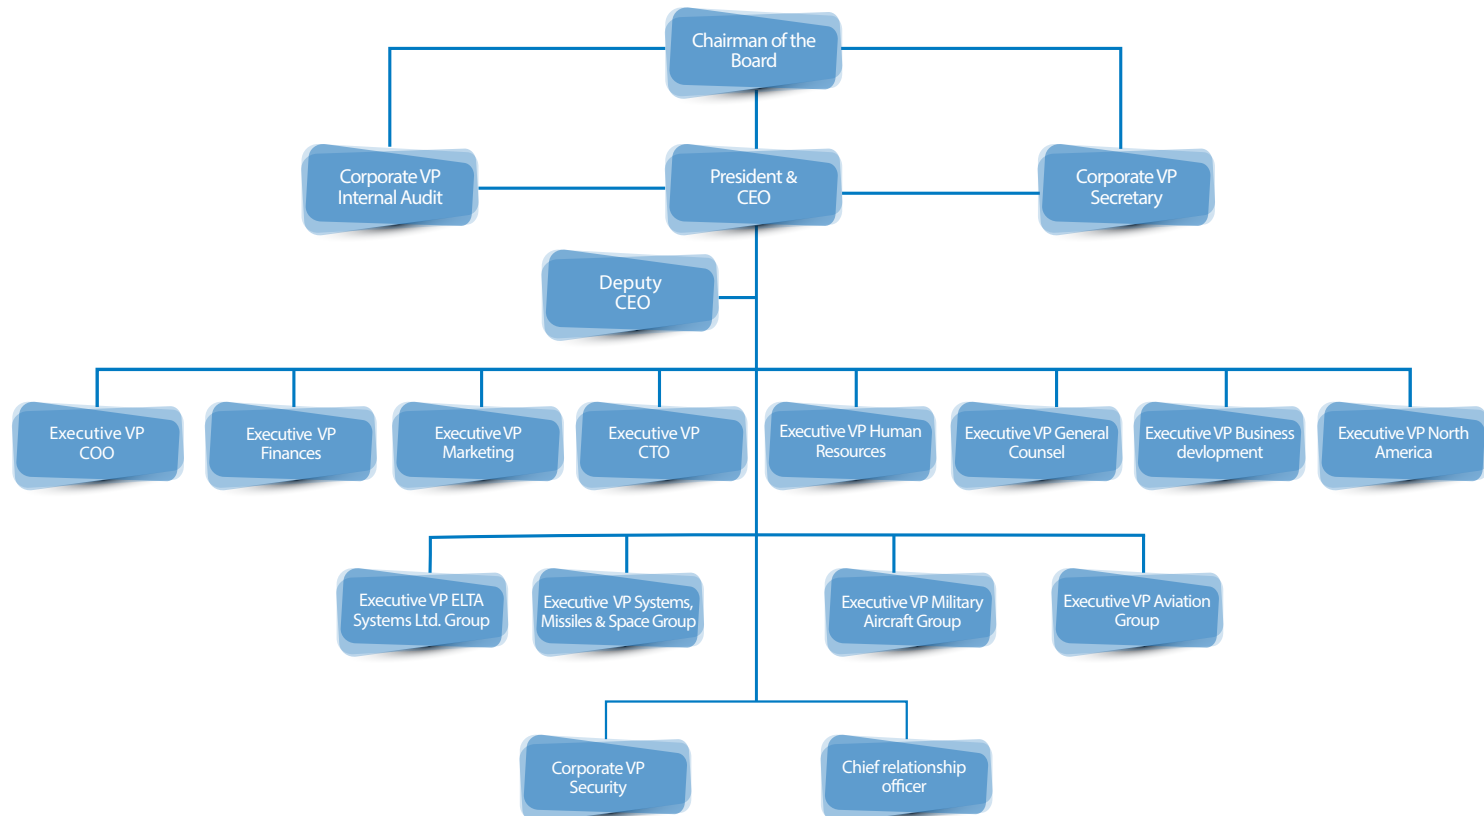 Chairman of the
Board
Corporate VP
Internal Audit
President &
CEO
Corporate VP
Secretary
Deputy
CEO
Executive VP
COO
Executive VP
Finances
Executive VP
Marketing
Executive VP
CTO
Executive VP Human
Resources
Executive VP General
Counsel
Executive VP Business
devlopment
Executive VP North
America
Executive VP ELTA
Systems Ltd. Group
Executive VP Systems,
Missiles & Space Group
Executive VP Military
Aircraft Group
Executive VP Aviation
Group
Corporate VP
Security
Chief relationship
officer